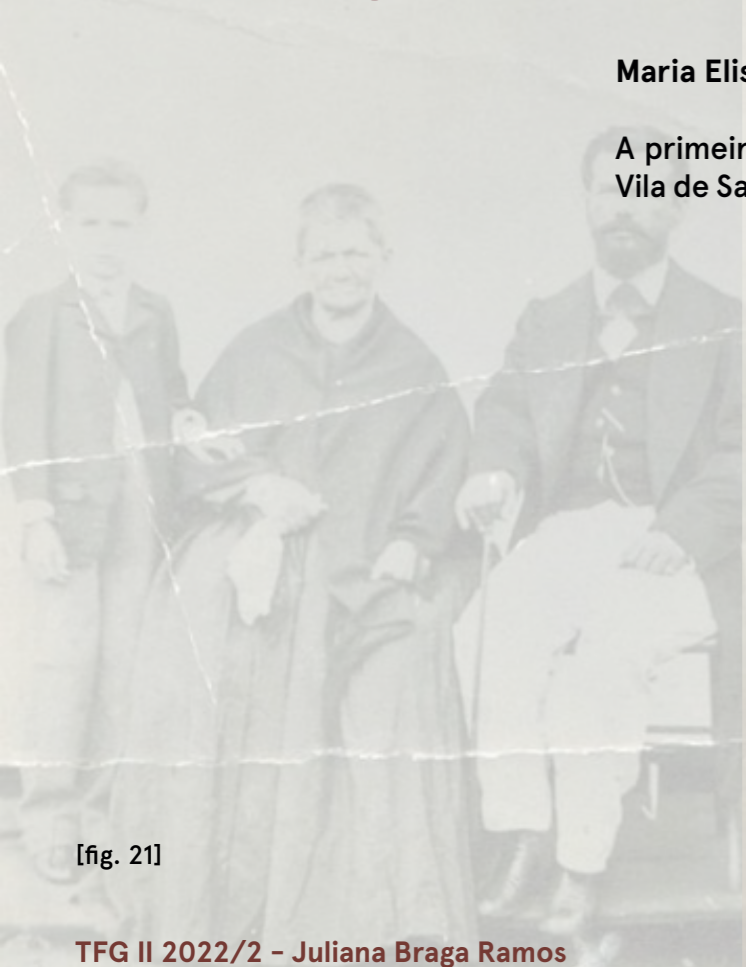 Maria Elis
A primeir
Vila de Sa
[fig. 21]
TFG II 2022/2 – Juliana Braga Ramos